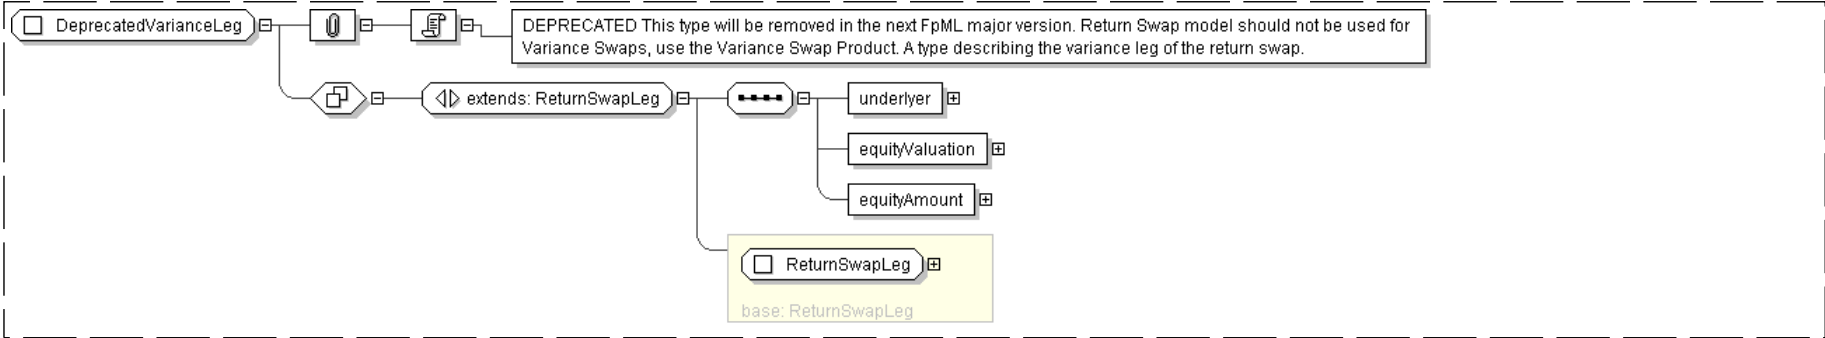 DeprecatedVarianceLeg
DEPRECATED This type will be removed in the next FpML major version. Return Swap model should not be used for
Variance Swaps, use the Variance Swap Product. A type describing the variance leg of the return swap.
extends: ReturnSwapLeg
underlyer
equityValuation
equityAmount
ReturnSwapLeg
base: ReturnSwapLeg